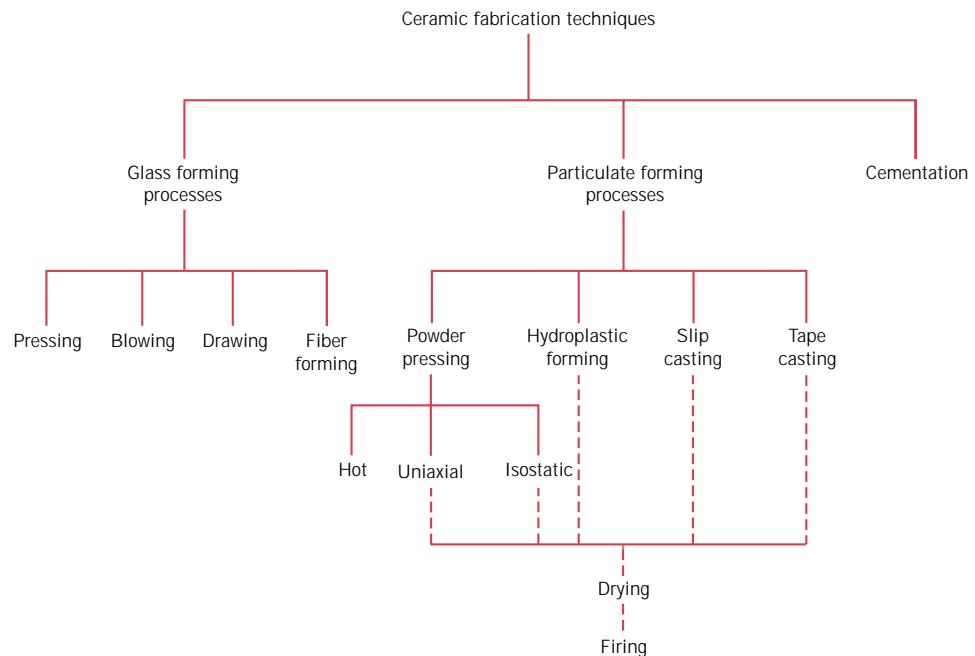 Ceramic fabrication techniques
Glass forming
processes
Particulate forming
processes
Cementation
Pressing
Blowing
Drawing
Fiber
forming
Powder
pressing
Hydroplastic
forming
Slip
casting
Tape
casting
Hot
Uniaxial
Isostatic
Drying
Firing